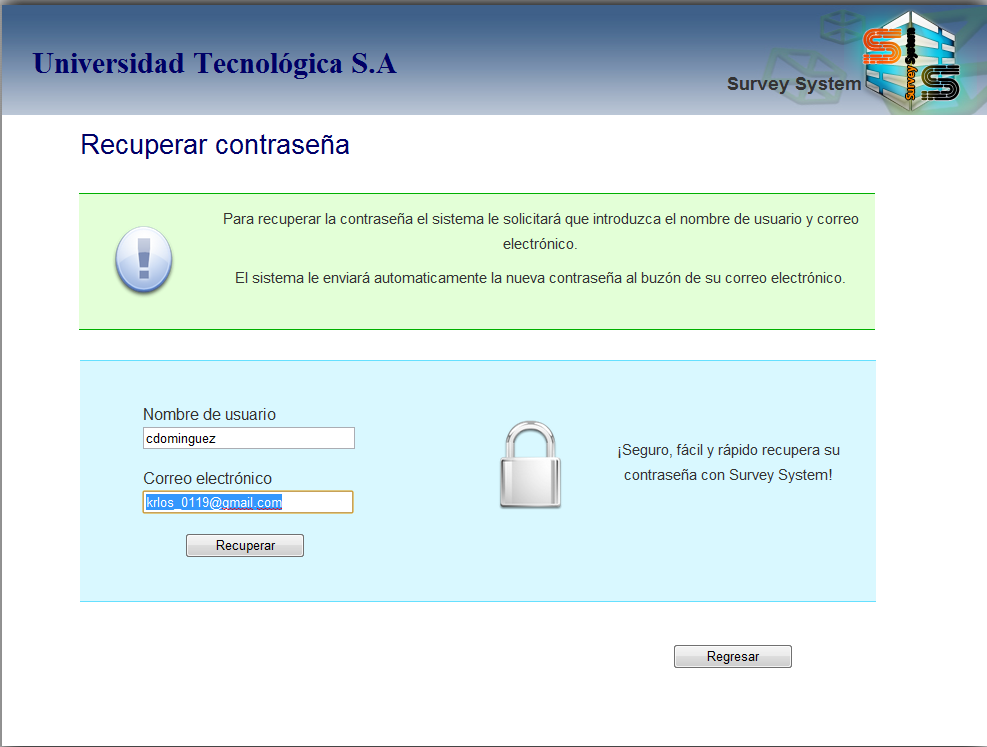 Universidad Tecnológica S.A
Survey System
S
Survey System
S
Recuperar contraseña
Para recuperar la contraseña el sistema le solicitará que introduzca el nombre de usuario y correo
electrónico.
El sistema le enviará automaticamente la nueva contraseña al buzón de su correo electrónico.
Nombre de usuario
cdominguez
Correo electrónico
krlos_0119@gmail.com
Recuperar
¡Seguro, fácil y rápido recupera su
contraseña con Survey System!
Regresar